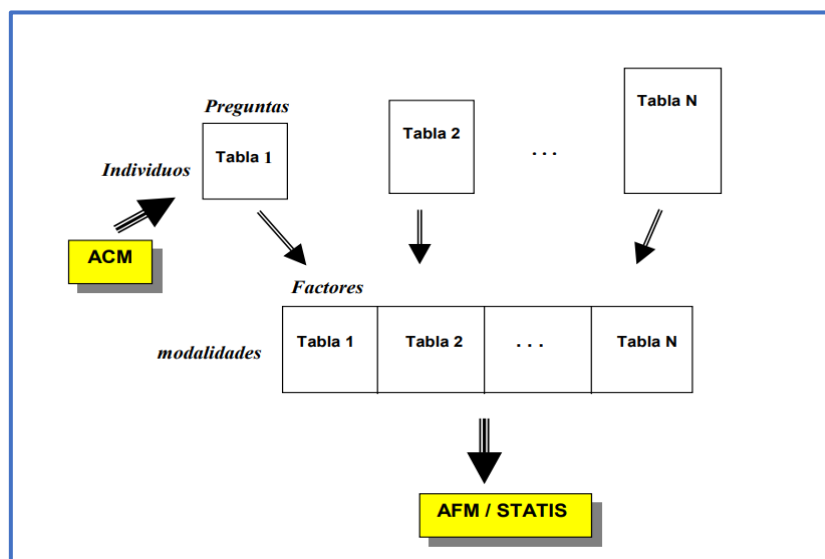 Preguntas
Tabla 1
Tabla 2
Tabla N
. . .
Individuos
ACM
Factores
modalidades
Tabla 1
Tabla 2
. . .
Tabla N
AFM / STATIS